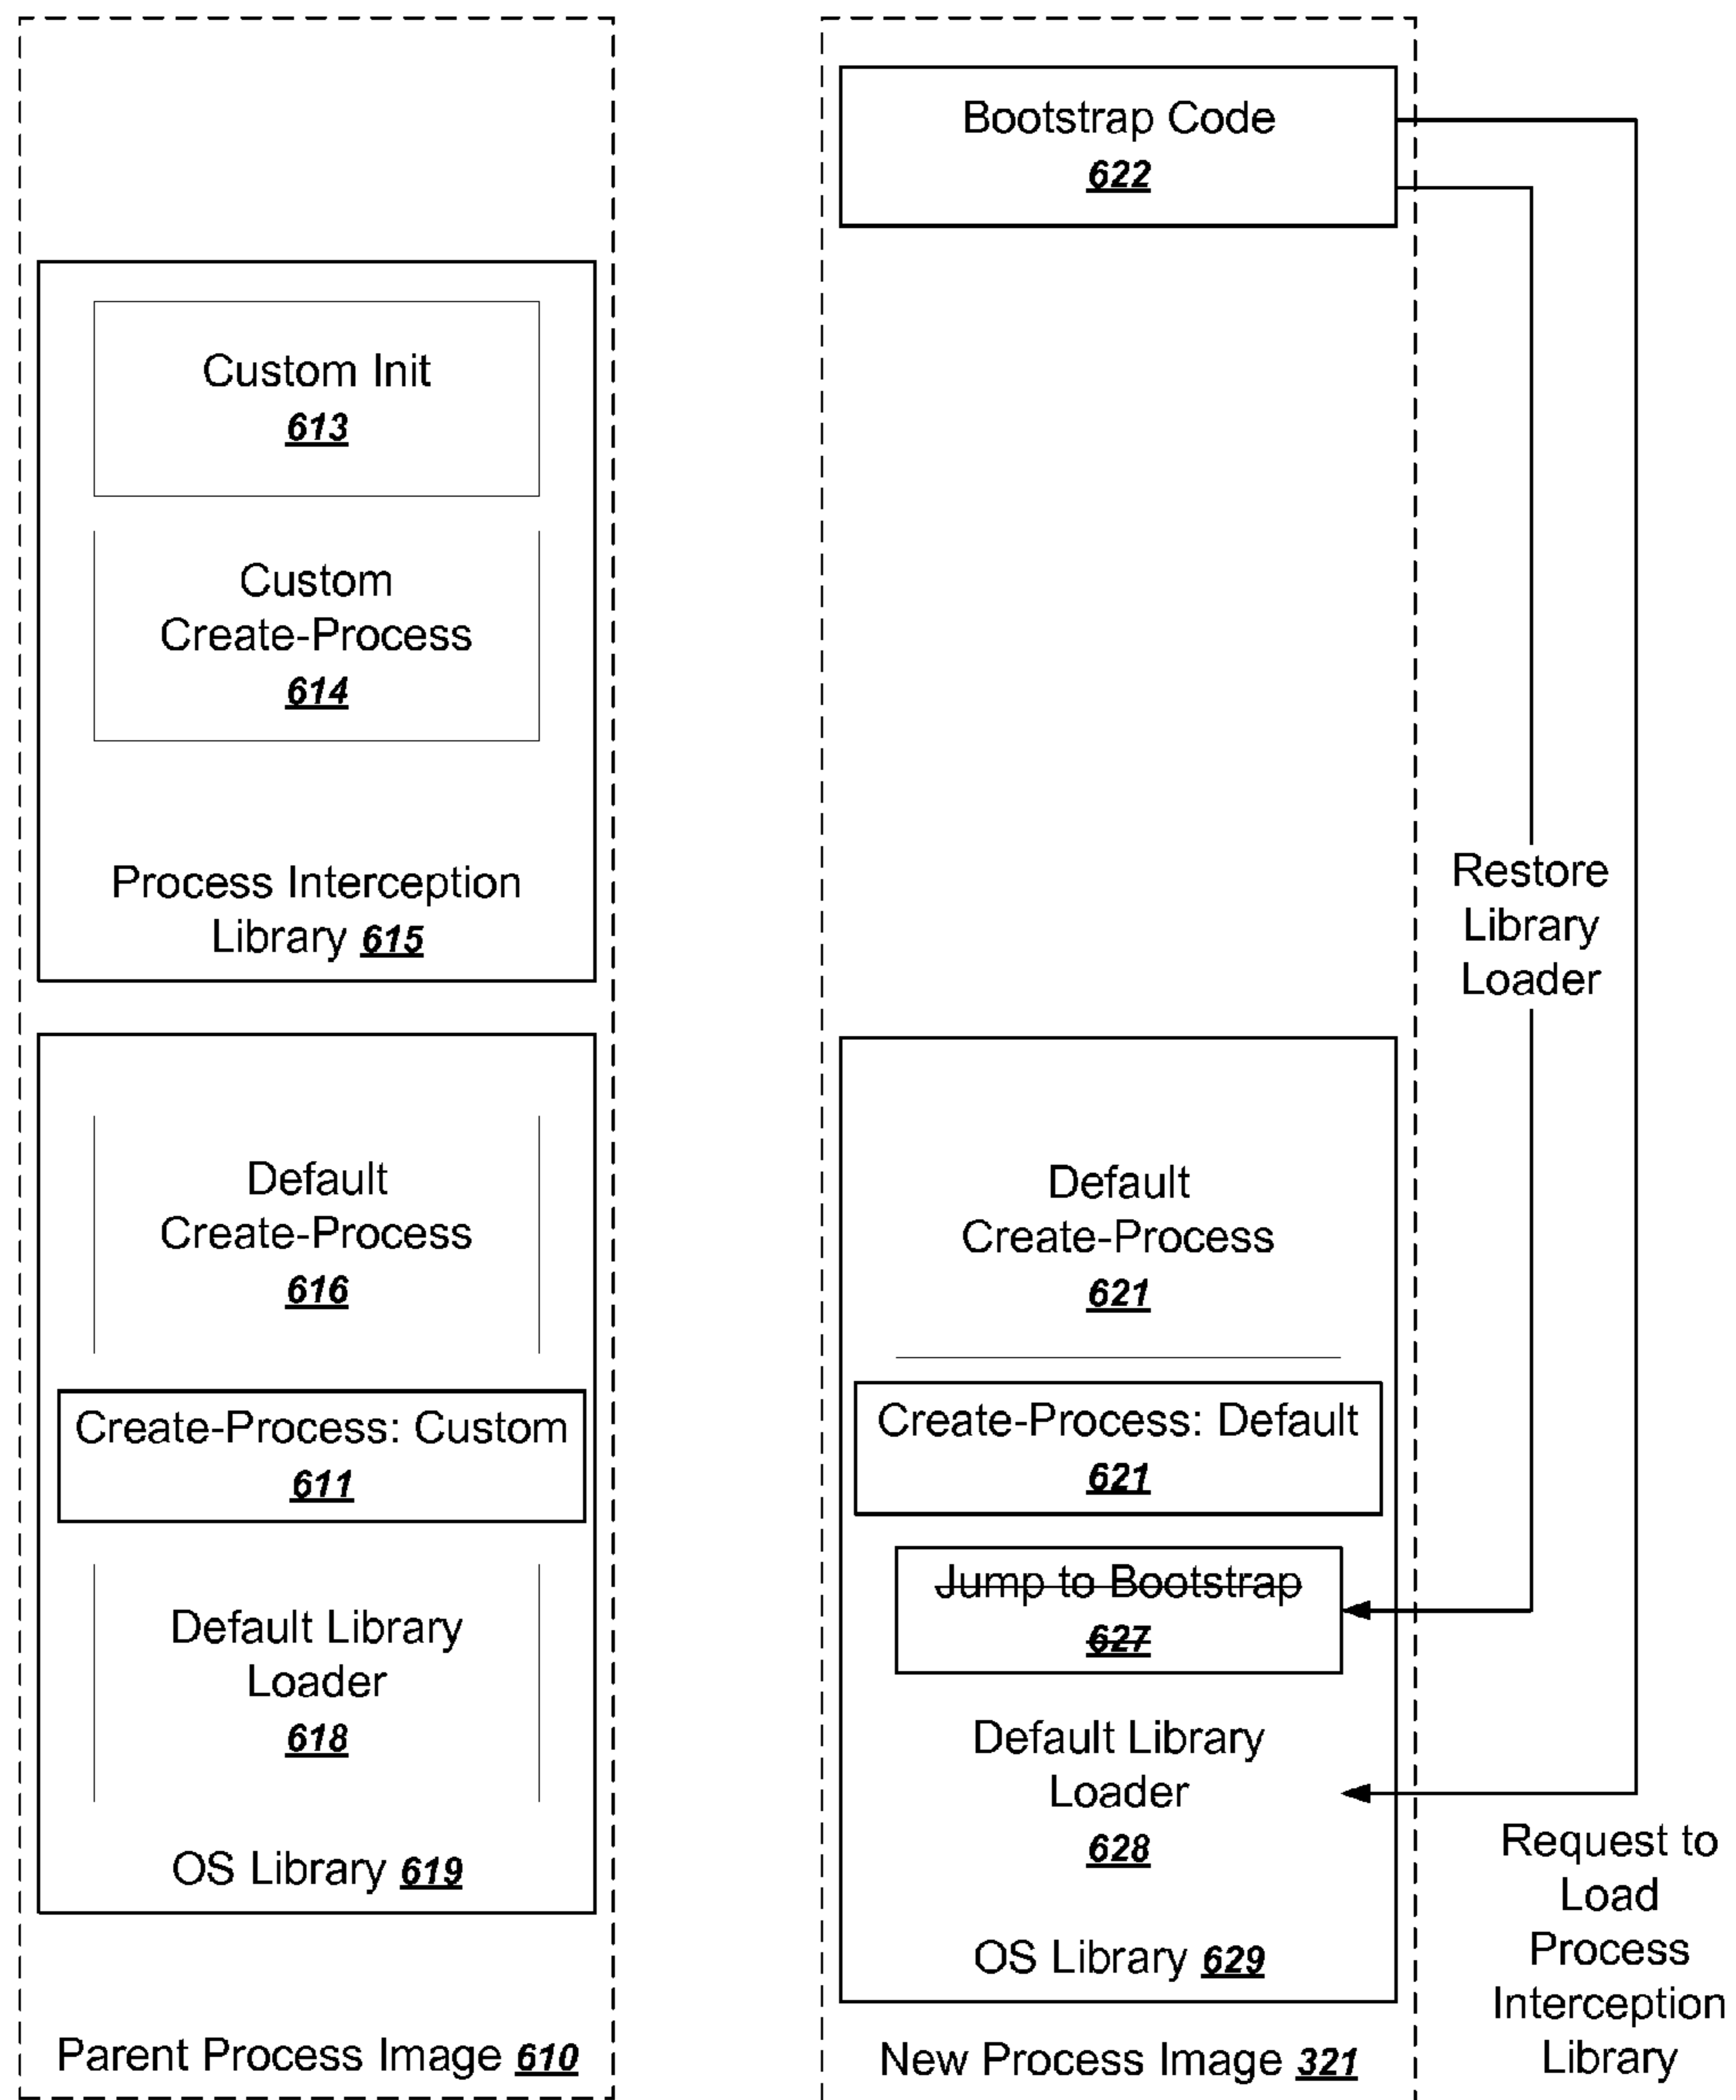 Custom Init
613
Custom
Create-Process
614
Process Interception
Library 615
Default
Create-Process
616
Create-Process: Custom
611
Default Library
Loader
618
OS Library 619
Parent Process Image 610
Bootstrap Code
622
Default
Create-Process
621
Create-Process: Default
621
Jump to Bootstrap
627
Default Library
Loader
628
OS Library 629
New Process Image 321
Restore
Library
Loader
Request to
Load
Process
Interception
Library